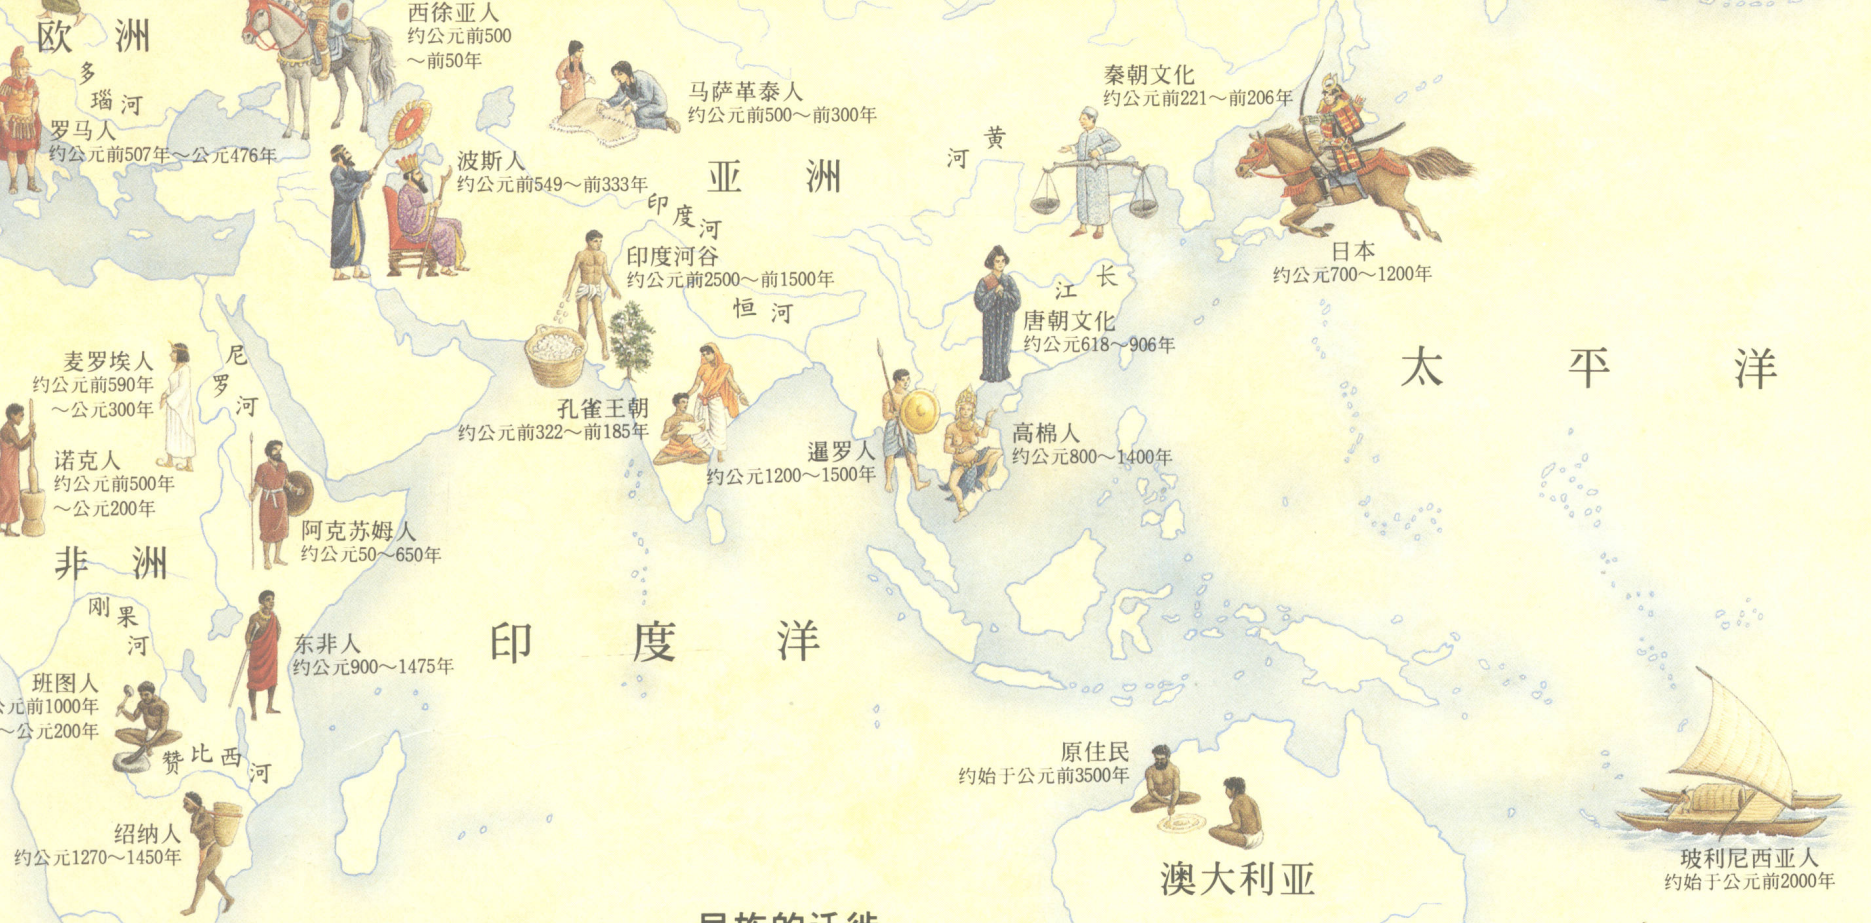 欧 洲
多
瑙 河
罗马人
约公元前507年～公元476年
西徐亚人
约公元前500
～前50年
马萨革泰人
约公元前500～前300年
波斯人
约公元前549～前333年
亚 洲
秦朝文化
约公元前221～前206年
黄
河
日本
约公元700～1200年
印度河
印度河谷
约公元前2500～前1500年
恒 河
长
江
唐朝文化
约公元618～906年
太 平 洋
麦罗埃人
约公元前590年
～公元300年
尼
罗
河
孔雀王朝
约公元前322～前185年
诺克人
约公元前500年
～公元200年
暹罗人
约公元1200～1500年
高棉人
约公元800～1400年
阿克苏姆人
约公元50～650年
非 洲
刚果
河
东非人
约公元900～1475年
印 度 洋
班图人
公元前1000年
～公元200年
赞比西河
绍纳人
约公元1270～1450年
原住民
约始于公元前3500年
澳大利亚
玻利尼西亚人
约始于公元前2000年